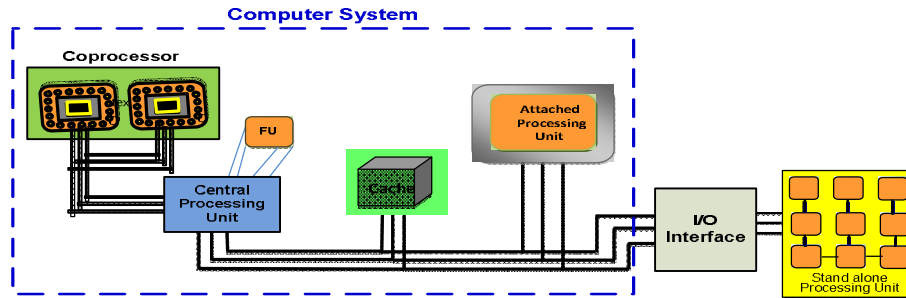 Computer System
Coprocessor
FU
Attached
Processing
Unit
Central
Processing
Unit
Cache
I/O
Interface
Stand alone
Processing Unit